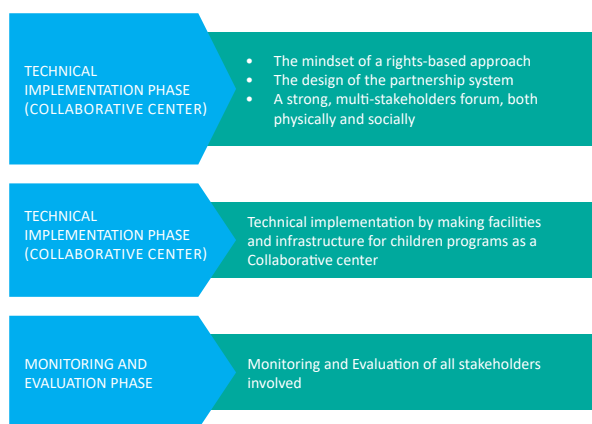 TECHNICAL
IMPLEMENTATION PHASE
(COLLABORATIVE CENTER)
• The mindset of a rights-based approach
• The design of the partnership system
• A strong, multi-stakeholders forum, both
physically and socially
TECHNICAL
IMPLEMENTATION PHASE
(COLLABORATIVE CENTER)
Technical implementation by making facilities
and infrastructure for children programs as a
Collaborative center
MONITORING AND
EVALUATION PHASE
Monitoring and Evaluation of all stakeholders
involved